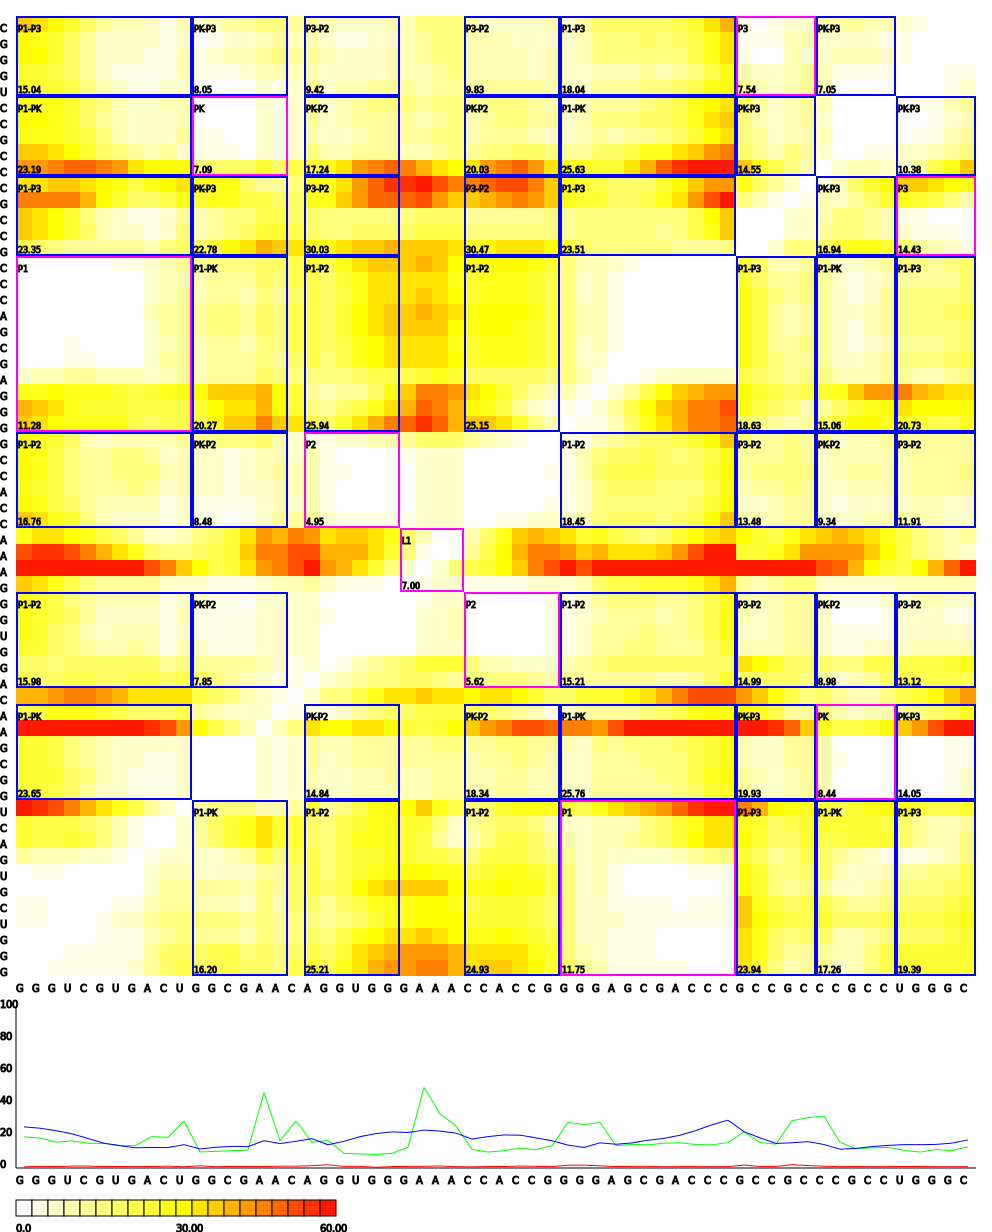 C P1-P3 PK-P3 P3-P2 P3-P2 P1-P3 P3 PK-P3
G
G
G
U 15.04 8.05 9.42 9.83 18.04 7.54 7.05
C P1-PK PK PK-P2 PK-P2 P1-PK PK-P3 PK-P3
C
G
C
C 23.19 7.09 17.24 20.03 25.63 14.55 10.38
C P1-P3 PK-P3 P3-P2 P3-P2 P1-P3 PK-P3 P3
G
C
C
G 23.35 22.78 30.03 30.47 23.51 16.94 14.43
C P1 P1-PK P1-P2 P1-P2 P1-P3 P1-PK P1-P3
C
C
A
G
C
G
A
G
G
G 11.28 20.27 25.94 25.15 18.63 15.06 20.73
G P1-P2 PK-P2 P2 P1-P2 P3-P2 PK-P2 P3-P2
C
C
A
C
C 16.76 8.48 4.95 18.45 13.48 9.34 11.91
A L1
A
A
G 7.00
G P1-P2 PK-P2 P2 P1-P2 P3-P2 PK-P2 P3-P2
G
U
G
G
A 15.98 7.85 5.62 15.21 14.99 8.98 13.12
C
A P1-PK PK-P2 PK-P2 P1-PK PK-P3 PK PK-P3
A
G
C
G
G 23.65 14.84 18.34 25.76 19.93 8.44 14.05
U P1-PK P1-P2 P1-P2 P1 P1-P3 P1-PK P1-P3
C
A
G
U
G
C
U
G
G
G 16.20 25.21 24.93 11.75 23.94 17.26 19.39
G G G U C G U G A C U G G C G A A C A G G U G G G A A A C C A C C G G G G A G C G A C C C G C C G C C C G C C U G G G C
100
80
60
40
20
0
G G G U C G U G A C U G G C G A A C A G G U G G G A A A C C A C C G G G G A G C G A C C C G C C G C C C G C C U G G G C
0.0 30.00 60.00